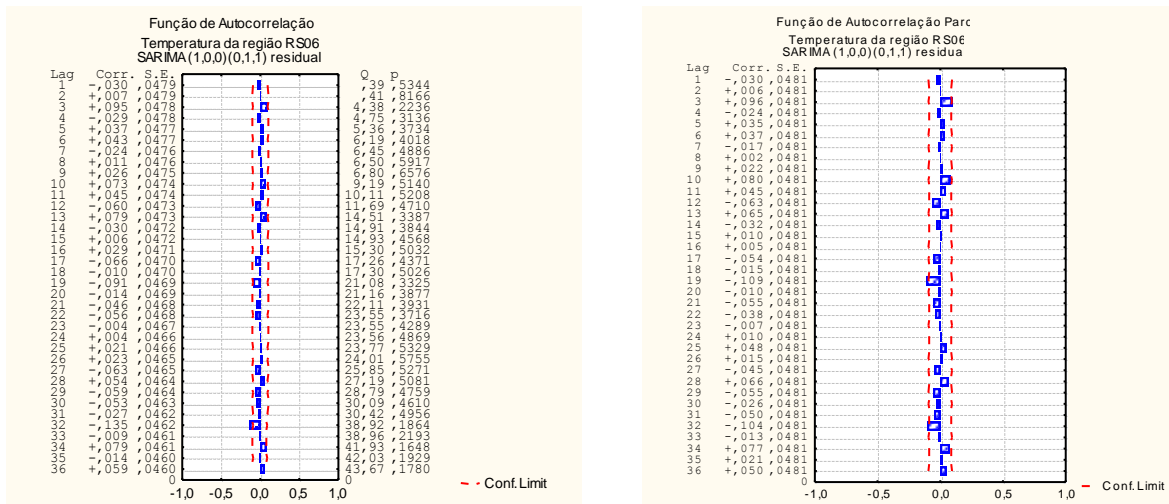 Função de Autocorrelação
Temperatura da região RS06
SARIMA(1,0,0)(0,1,1) residual
Lag Corr. S.E. Q p
1 -,030 ,0479 ,39 ,5344
2 +,007 ,0479 ,41 ,8166
3 +,095 ,0478 4,38 ,2236
4 -,029 ,0478 4,75 ,3136
5 +,037 ,0477 5,36 ,3734
6 +,043 ,0477 6,19 ,4018
7 -,024 ,0476 6,45 ,4886
8 +,011 ,0476 6,50 ,5917
9 +,026 ,0475 6,80 ,6576
10 +,073 ,0474 9,19 ,5140
11 +,045 ,0474 10,11 ,5208
12 -,060 ,0473 11,69 ,4710
13 +,079 ,0473 14,51 ,3387
14 -,030 ,0472 14,91 ,3844
15 +,006 ,0472 14,93 ,4568
16 +,029 ,0471 15,30 ,5032
17 -,066 ,0470 17,26 ,4371
18 -,010 ,0470 17,30 ,5026
19 -,091 ,0469 21,08 ,3325
20 -,014 ,0469 21,16 ,3877
21 -,046 ,0468 22,11 ,3931
22 -,056 ,0468 23,55 ,3716
23 -,004 ,0467 23,55 ,4289
24 +,004 ,0466 23,56 ,4869
25 +,021 ,0466 23,77 ,5329
26 +,023 ,0465 24,01 ,5755
27 -,063 ,0465 25,85 ,5271
28 +,054 ,0464 27,19 ,5081
29 -,059 ,0464 28,79 ,4759
30 -,053 ,0463 30,09 ,4610
31 -,027 ,0462 30,42 ,4956
32 -,135 ,0462 38,92 ,1864
33 -,009 ,0461 38,96 ,2193
34 +,079 ,0461 41,93 ,1648
35 +,014 ,0460 42,03 ,1929
36 +,059 ,0460 43,67 ,1780
0 0
-1,0 -0,5 0,0 0,5 1,0
Conf. Limit
Função de Autocorrelação Parc
Temperatura da região RS06
SARIMA(1,0,0)(0,1,1) residua
Lag Corr. S.E.
1 -,030 ,0481
2 +,006 ,0481
3 +,096 ,0481
4 -,024 ,0481
5 +,035 ,0481
6 +,037 ,0481
7 -,017 ,0481
8 +,002 ,0481
9 +,022 ,0481
10 +,080 ,0481
11 +,045 ,0481
12 -,063 ,0481
13 +,065 ,0481
14 -,032 ,0481
15 +,010 ,0481
16 +,005 ,0481
17 -,054 ,0481
18 -,015 ,0481
19 -,109 ,0481
20 -,010 ,0481
21 -,055 ,0481
22 -,038 ,0481
23 -,007 ,0481
24 +,010 ,0481
25 +,048 ,0481
26 +,015 ,0481
27 -,045 ,0481
28 +,066 ,0481
29 -,055 ,0481
30 -,026 ,0481
31 -,050 ,0481
32 -,104 ,0481
33 -,013 ,0481
34 +,077 ,0481
35 +,021 ,0481
36 +,050 ,0481
0 0
-1,0 -0,5 0,0 0,5 1,0
Conf. Limit